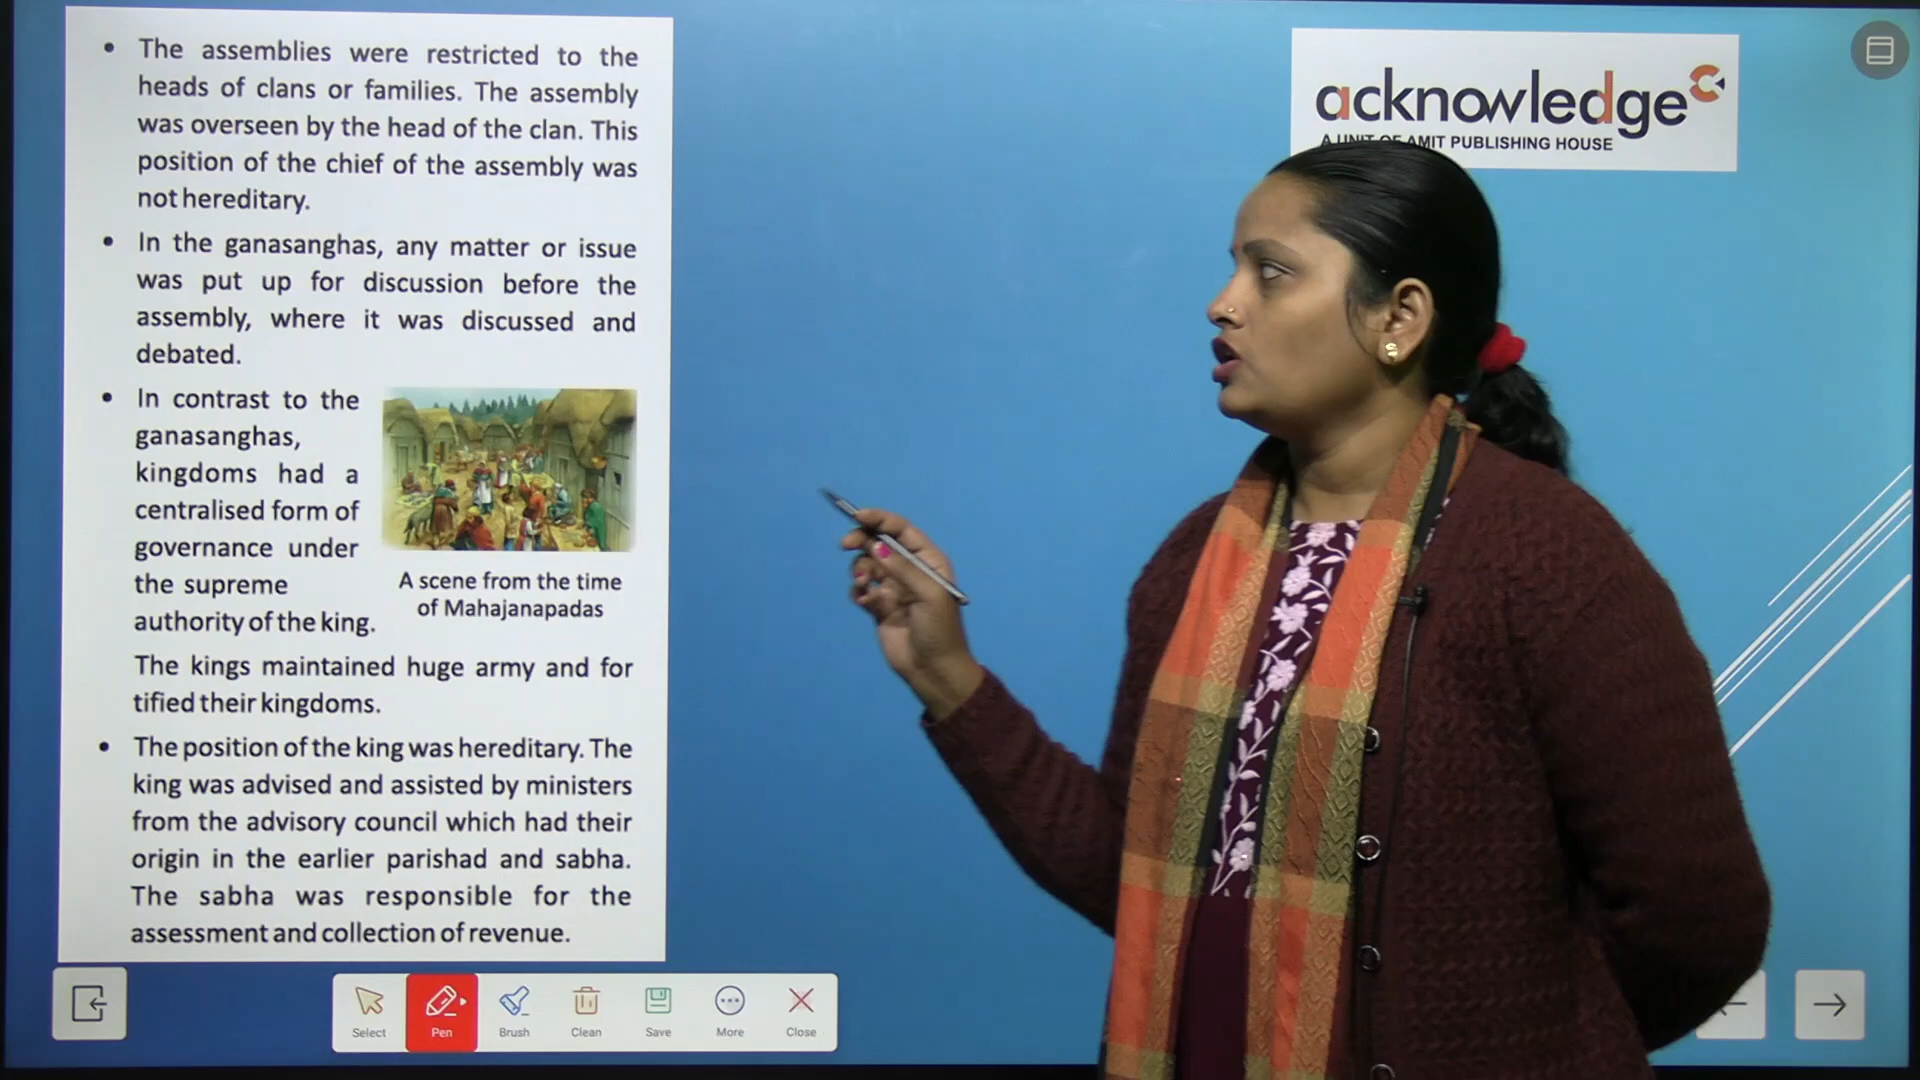 • The assemblies were restricted to the
heads of clans or families. The assembly
was overseen by the head of the clan. This
position of the chief of the assembly was
not hereditary.
• In the ganasanghas, any matter or issue
was put up for discussion before the
assembly, where it was discussed and
debated.
• In contrast to the
ganasanghas,
kingdoms had a
centralised form of
governance under
the supreme
authority of the king.
A scene from the time
of Mahajanapadas
The kings maintained huge army and for
tified their kingdoms.
• The position of the king was hereditary. The
king was advised and assisted by ministers
from the advisory council which had their
origin in the earlier parishad and sabha.
The sabha was responsible for the
assessment and collection of revenue.
acknowledge
A UNIT OF AMIT PUBLISHING HOUSE
Select
Pen
Brush
Clean
Save
More
Close